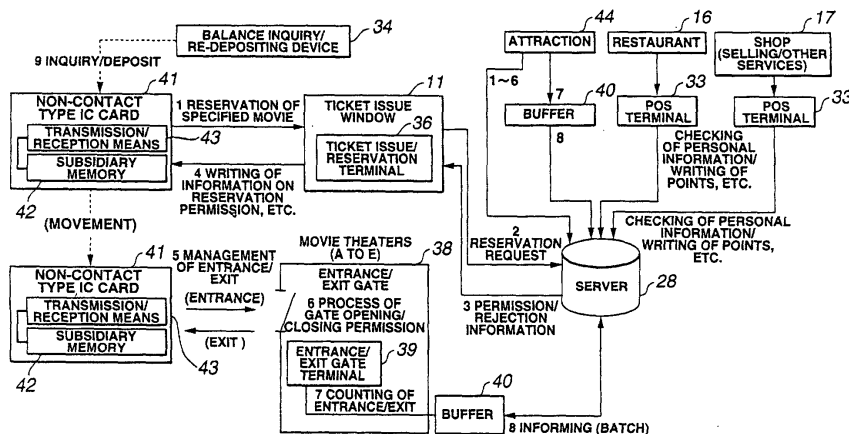 BALANCE INQUIRY/
RE-DEPOSITING DEVICE
34
9 INQUIRY/DEPOSIT
41
NON-CONTACT
TYPE IC CARD
TRANSMISSION/
RECEPTION MEANS
43
SUBSIDIARY
MEMORY
42
1 RESERVATION OF
SPECIFIED MOVIE
4 WRITING OF
INFORMATION ON
RESERVATION
PERMISSION, ETC.
11
TICKET ISSUE
WINDOW
36
TICKET ISSUE/
RESERVATION
TERMINAL
44
ATTRACTION
1~6
7
40
BUFFER
8
16
RESTAURANT
33
POS
TERMINAL
CHECKING
OF PERSONAL
INFORMATION/
WRITING OF
POINTS, ETC.
17
SHOP
(SELLING/OTHER
SERVICES)
33
POS
TERMINAL
CHECKING OF PERSONAL
INFORMATION/
WRITING OF POINTS,
ETC.
2
RESERVATION
REQUEST
3 PERMISSION/
REJECTION
INFORMATION
SERVER
28
(MOVEMENT)
41
NON-CONTACT
TYPE IC CARD
TRANSMISSION/
RECEPTION MEANS
SUBSIDIARY
MEMORY
42
43
5 MANAGEMENT
OF ENTRANCE/
EXIT
(ENTRANCE)
(EXIT )
MOVIE THEATERS
(A TO E)
38
ENTRANCE/
EXIT GATE
6 PROCESS OF
GATE OPENING/
CLOSING PERMISSION
39
ENTRANCE/
EXIT GATE
TERMINAL
7 COUNTING OF
ENTRANCE/EXIT
40
BUFFER
8 INFORMING (BATCH)